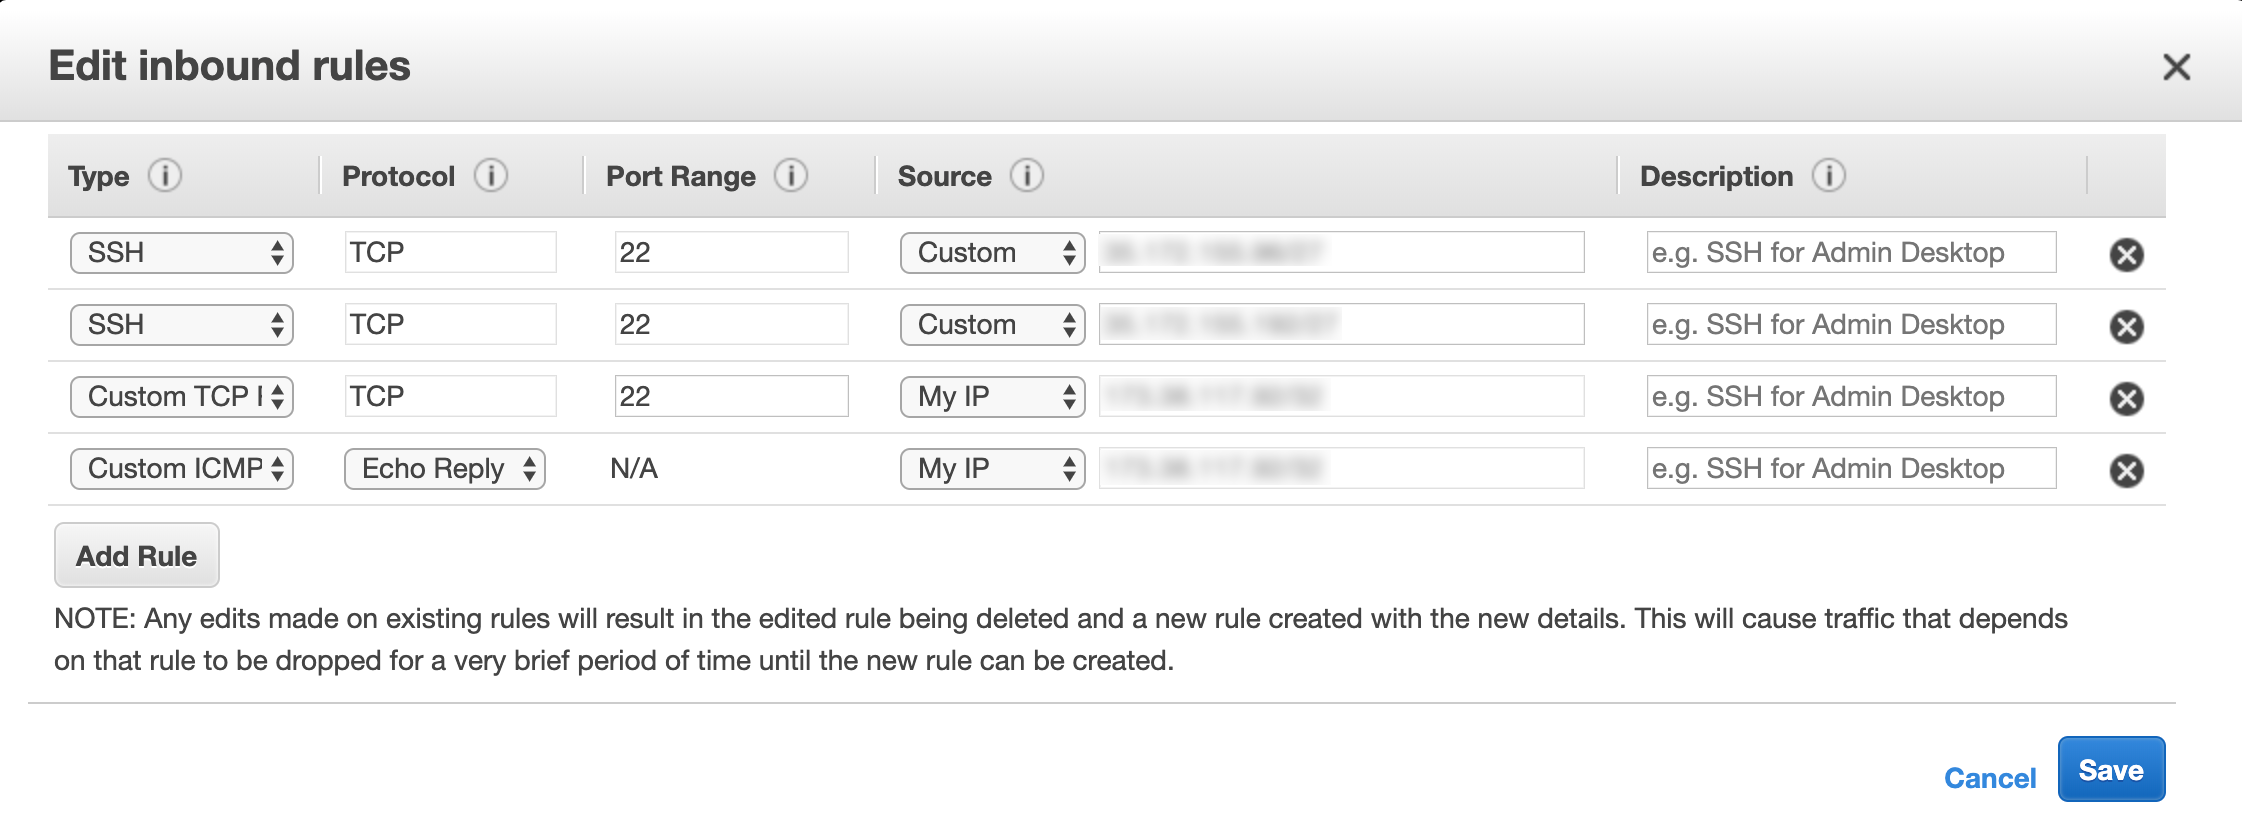 Edit inbound rules
Type Protocol Port Range Source Description
SSH TCP 22 Custom e.g. SSH for Admin Desktop
SSH TCP 22 Custom e.g. SSH for Admin Desktop
Custom TCP TCP 22 My IP e.g. SSH for Admin Desktop
Custom ICMP Echo Reply N/A My IP e.g. SSH for Admin Desktop
Add Rule
NOTE: Any edits made on existing rules will result in the edited rule being deleted and a new rule created with the new details. This will cause traffic that depends
on that rule to be dropped for a very brief period of time until the new rule can be created.
Cancel Save